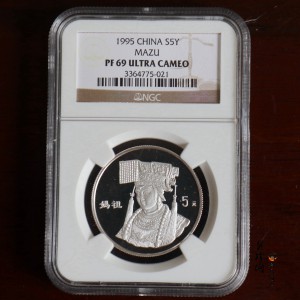 1995 CHINA S5Y
MAZU
PF 69 ULTRA CAMEO
3364775-021
NGC
媽祖
5元